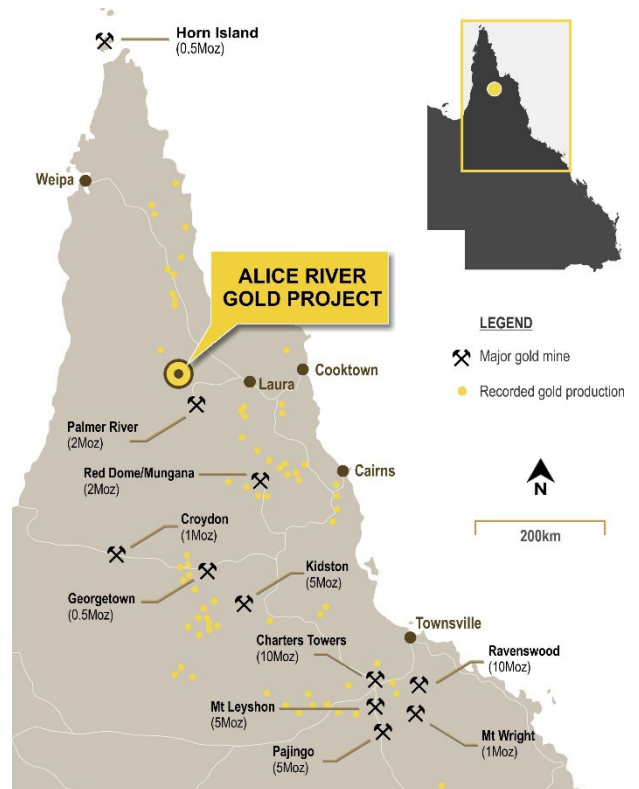 Horn Island
(0.5Moz)
Weipa
ALICE RIVER
GOLD PROJECT
LEGEND
Major gold mine
Recorded gold production
Cooktown
Laura
Palmer River
(2Moz)
Red Dome/Mungana
(2Moz)
Cairns
N
200km
Croydon
(1Moz)
Kidston
(5Moz)
Georgetown
(0.5Moz)
Townsville
Charters Towers
(10Moz)
Ravenswood
(10Moz)
Mt Leyshon
(5Moz)
Mt Wright
(1Moz)
Pajingo
(5Moz)